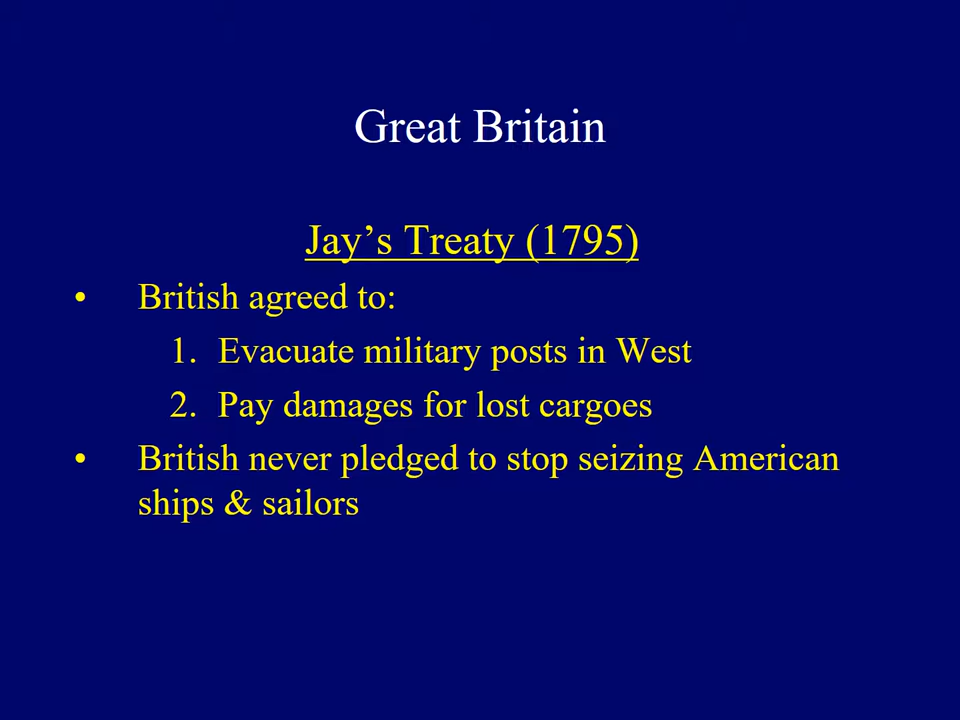 Great Britain
Jay’s Treaty (1795)
• British agreed to:
1. Evacuate military posts in West
2. Pay damages for lost cargoes
• British never pledged to stop seizing American
ships & sailors